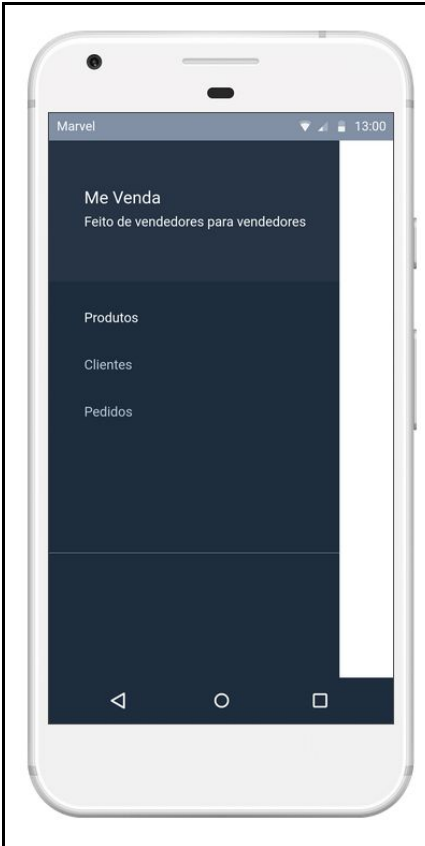 Marvel 13:00
Me Venda
Feito de vendedores para vendedores
Produtos
Clientes
Pedidos